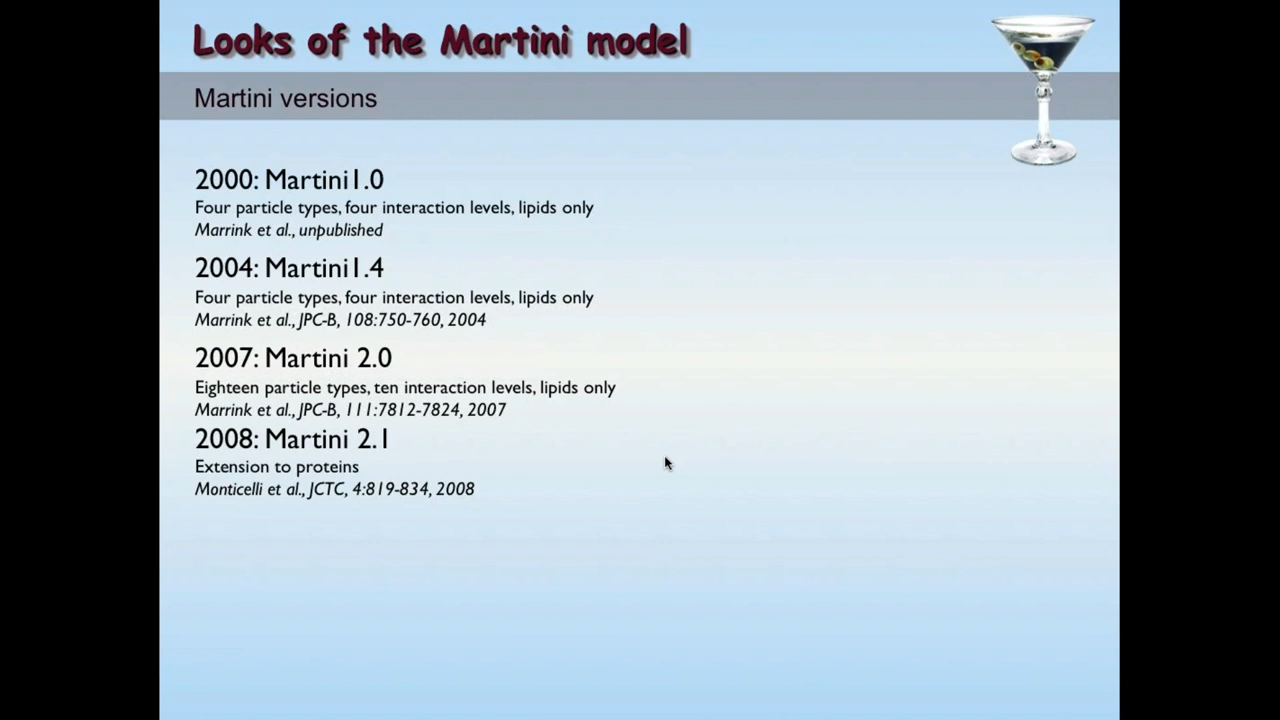 Looks of the Martini model
Martini versions
2000: Martini1.0
Four particle types, four interaction levels, lipids only
Marrink et al., unpublished
2004: Martini1.4
Four particle types, four interaction levels, lipids only
Marrink et al., JPC-B, 108:750-760, 2004
2007: Martini 2.0
Eighteen particle types, ten interaction levels, lipids only
Marrink et al., JPC-B, 111:7812-7824, 2007
2008: Martini 2.1
Extension to proteins
Monticelli et al., JCTC, 4:819-834, 2008